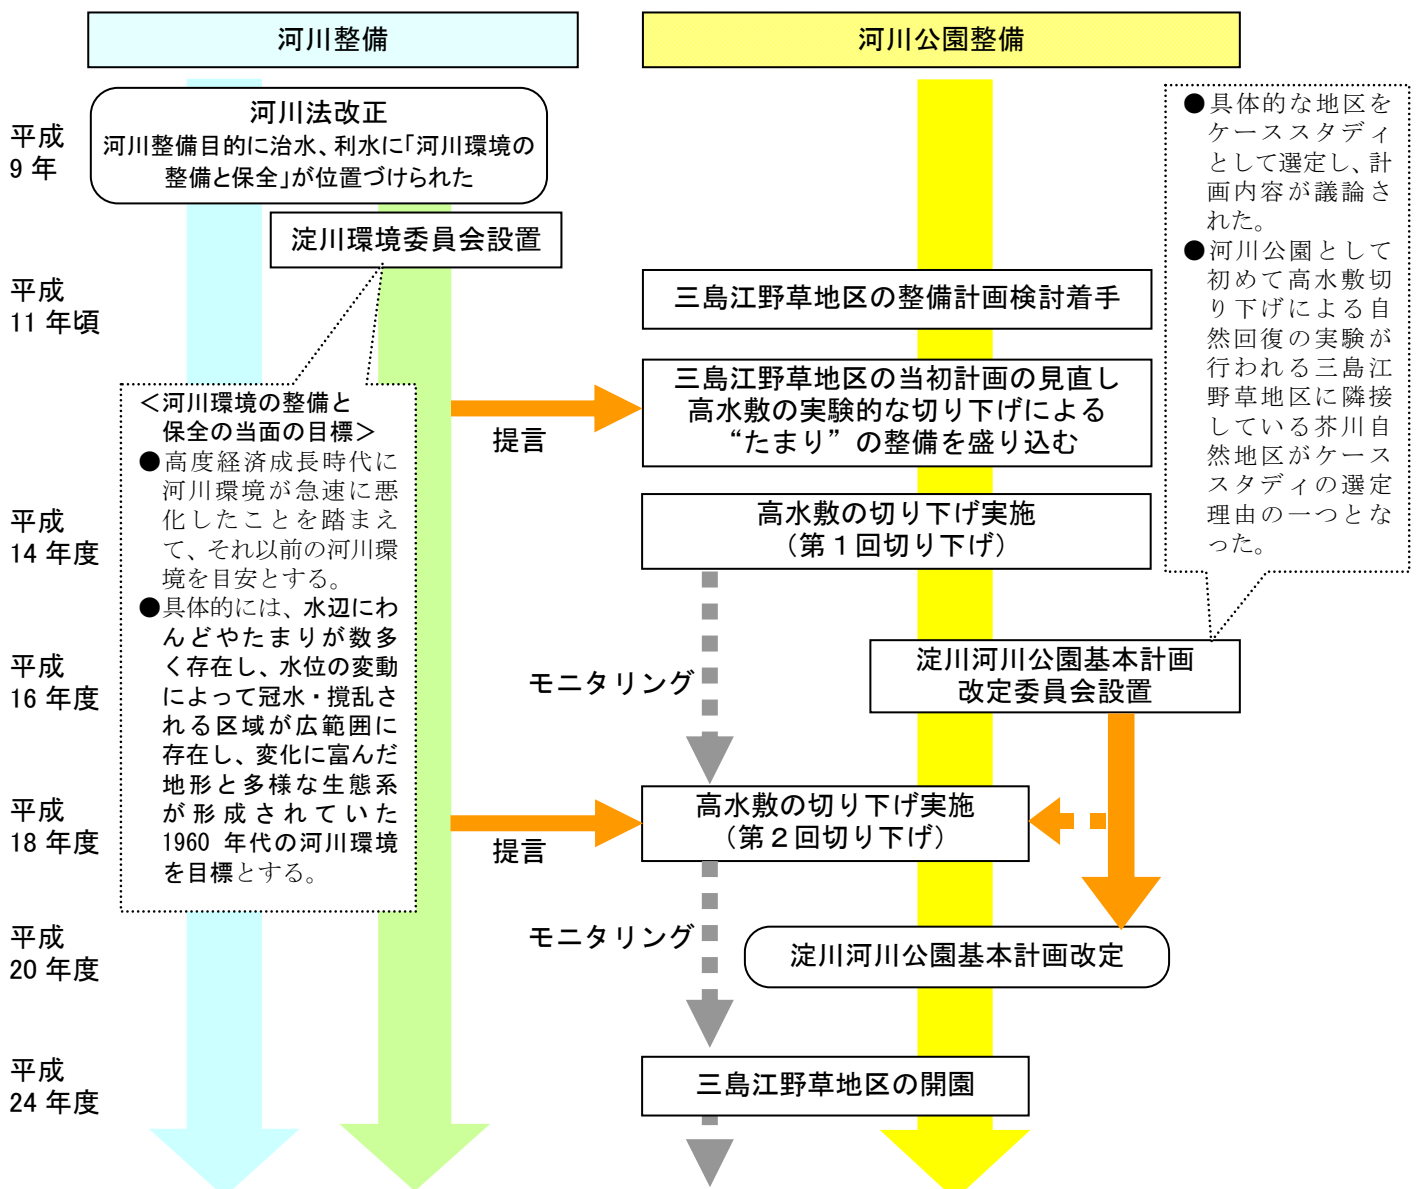 河川整備
河川公園整備
平成
9 年
河川法改正
河川整備目的に治水、利水に「河川環境の
整備と保全」が位置づけられた
淀川環境委員会設置
平成
11 年頃
三島江野草地区の整備計画検討着手
三島江野草地区の当初計画の見直し
高水敷の実験的な切り下げによる
“たまり”の整備を盛り込む
提言
＜河川環境の整備と
保全の当面の目標＞
●高度経済成長時代に
河川環境が急速に悪
化したことを踏まえ
て、それ以前の河川環
境を目安とする。
●具体的には、水辺にわ
んどやたまりが数多
く存在し、水位の変動
によって冠水・撹乱さ
れる区域が広範囲に
存在し、変化に富んだ
地形と多様な生態系
が形成されていた
1960 年代の河川環境
を目標とする。
●具体的な地区を
ケーススタディ
として選定し、計
画内容が議論さ
れた。
●河川公園として
初めて高水敷切
り下げによる自
然回復の実験が
行われる三島江
野草地区に隣接
している芥川自
然地区がケース
スタディの選定
理由の一つとな
った。
平成
14 年度
高水敷の切り下げ実施
（第１回切り下げ）
平成
16 年度
モニタリング
淀川河川公園基本計画
改定委員会設置
平成
18 年度
提言
高水敷の切り下げ実施
（第２回切り下げ）
平成
20 年度
モニタリング
淀川河川公園基本計画改定
平成
24 年度
三島江野草地区の開園